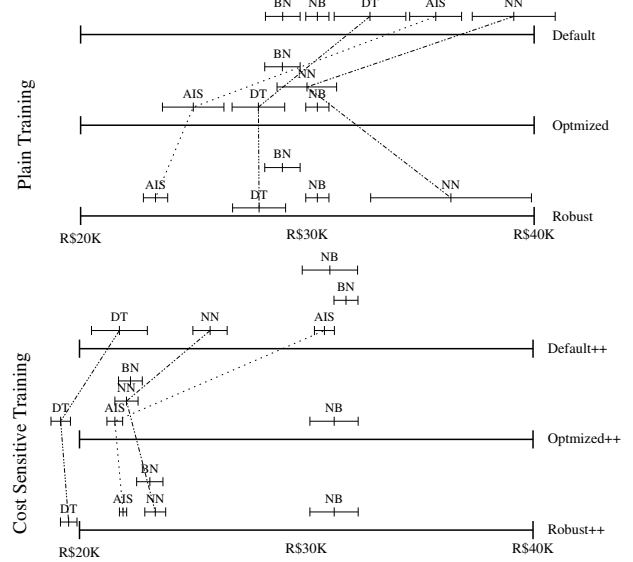 BN NB DT AIS NN
Default
BN
NN
AIS DT NB
Optmized
BN
AIS NB NN
DT
Robust
R$20K R$30K R$40K
Plain Training
NB
BN
DT NN AIS
Default++
BN
NN
DT AIS NB
Optmized++
BN
AIS NN NB
DT
Robust++
R$20K R$30K R$40K
Cost Sensitive Training